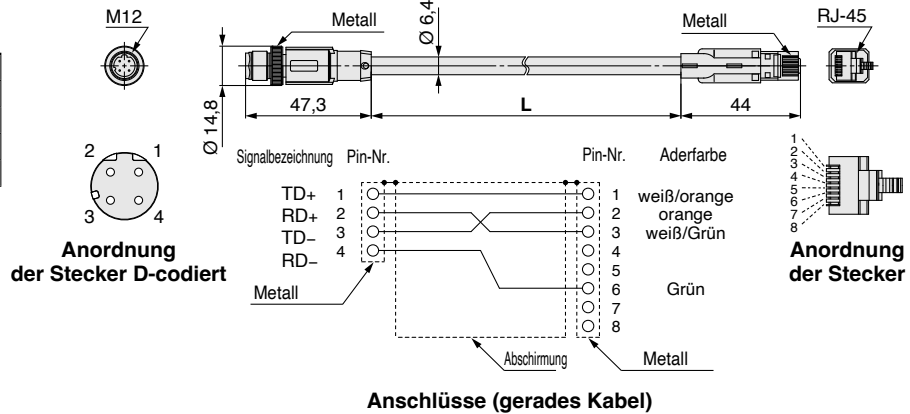 M12
Metall
Ø 6,4
Metall
RJ-45
Ø 14,8
47,3
L
44
2 1
3 4
Anordnung
der Stecker D-codiert
Signalbezeichnung Pin-Nr.
TD+ 1
RD+ 2
TD− 3
RD− 4
Metall
Abschirmung
Pin-Nr. Aderfarbe
1 weiß/orange
2 orange
3 weiß/Grün
4
5
6 Grün
7
8
Metall
1
2
3
4
5
6
7
8
Anordnung
der Stecker
Anschlüsse (gerades Kabel)